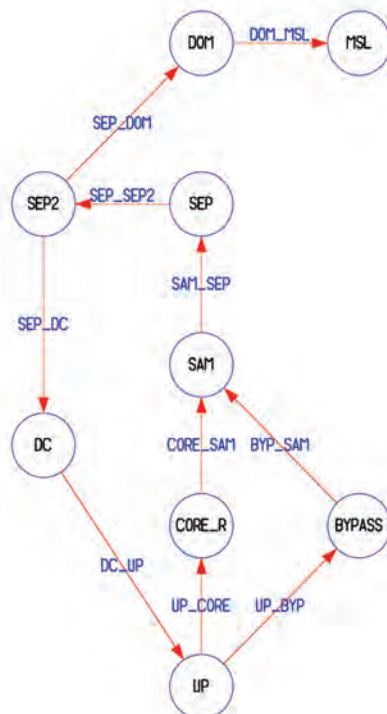 DOM
DOM_MSL
MSL
SEP_DOM
SEP2
SEP_SEP2
SEP
SEP_DC
SAM_SEP
SAM
DC
CORE_SAM
BYP_SAM
CORE_R
BYPASS
DC_UP
UP_CORE
UP_BYP
UP